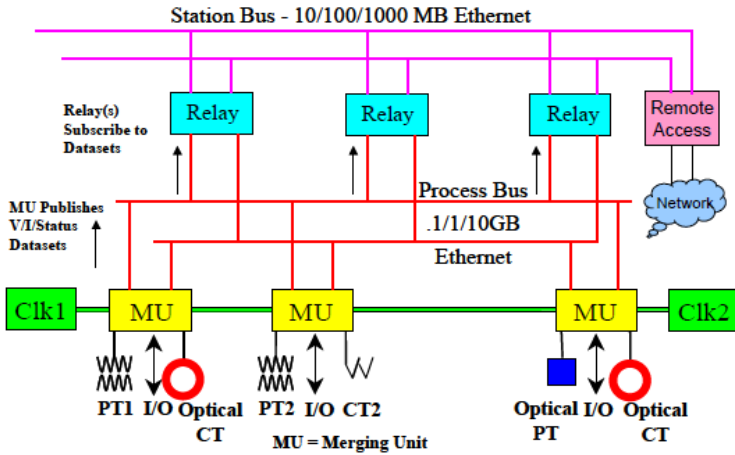 Station Bus - 10/100/1000 MB Ethernet
Relay(s)
Subscribe to
Datasets
Relay
Relay
Relay
Remote
Access
MU Publishes
V/I/Status
Datasets
Process Bus
.1/1/10GB
Ethernet
Network
Clk1
MU
MU
MU
Clk2
PT1 I/O Optical
CT
PT2 I/O CT2
Optical
PT
I/O Optical
CT
MU = Merging Unit